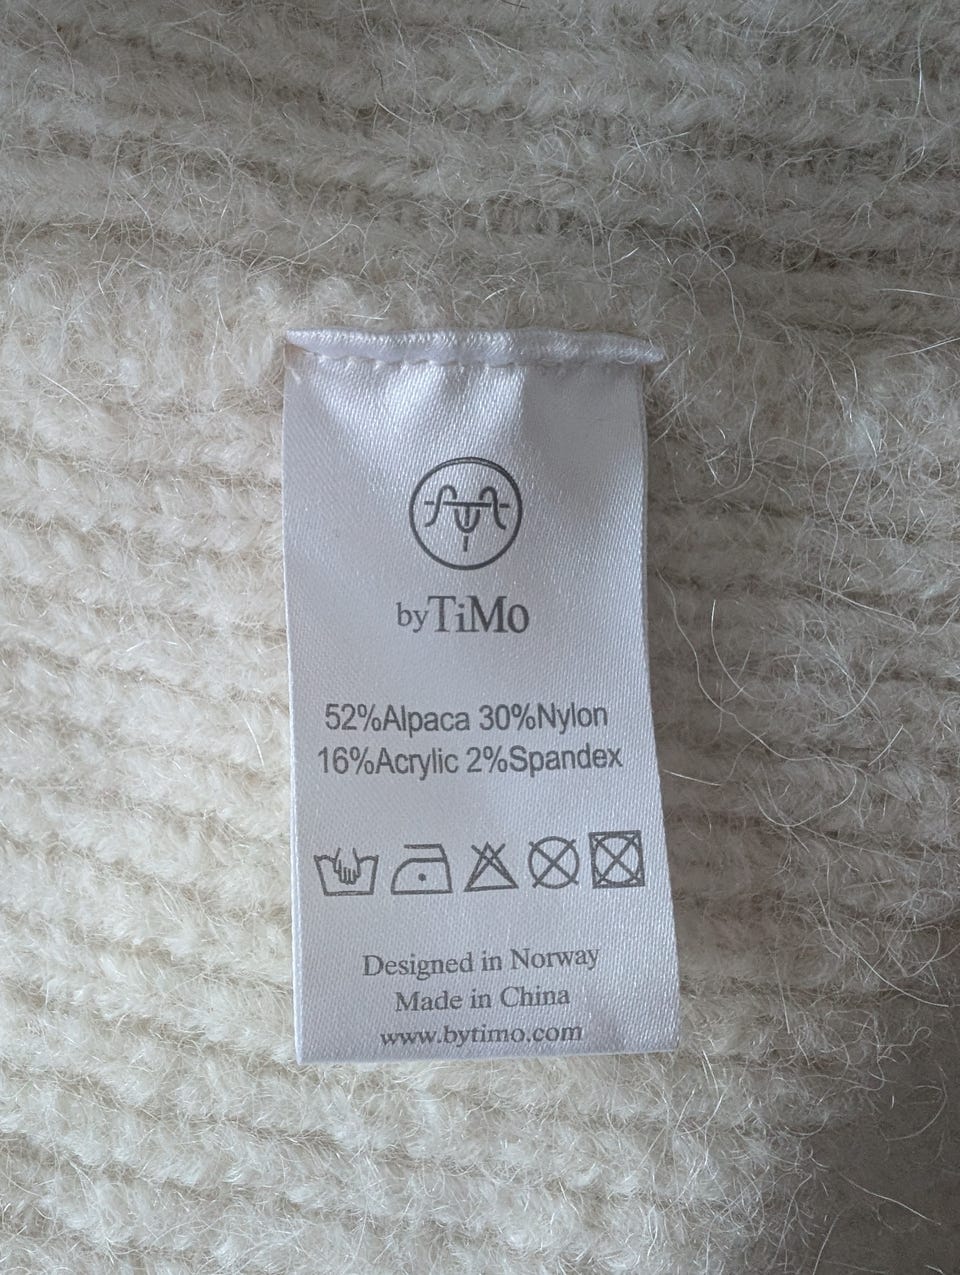 byTiMo
52%Alpaca 30%Nylon
16%Acrylic 2%Spandex
Designed in Norway
Made in China
www.bytimo.com